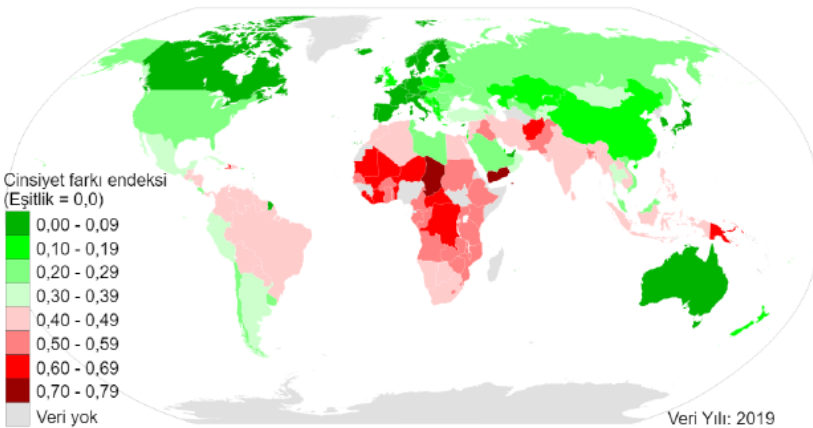 Cinsiyet farkı endeksi
(Eşitlik = 0,0)
0,00 - 0,09
0,10 - 0,19
0,20 - 0,29
0,30 - 0,39
0,40 - 0,49
0,50 - 0,59
0,60 - 0,69
0,70 - 0,79
Veri yok
Veri Yılı: 2019